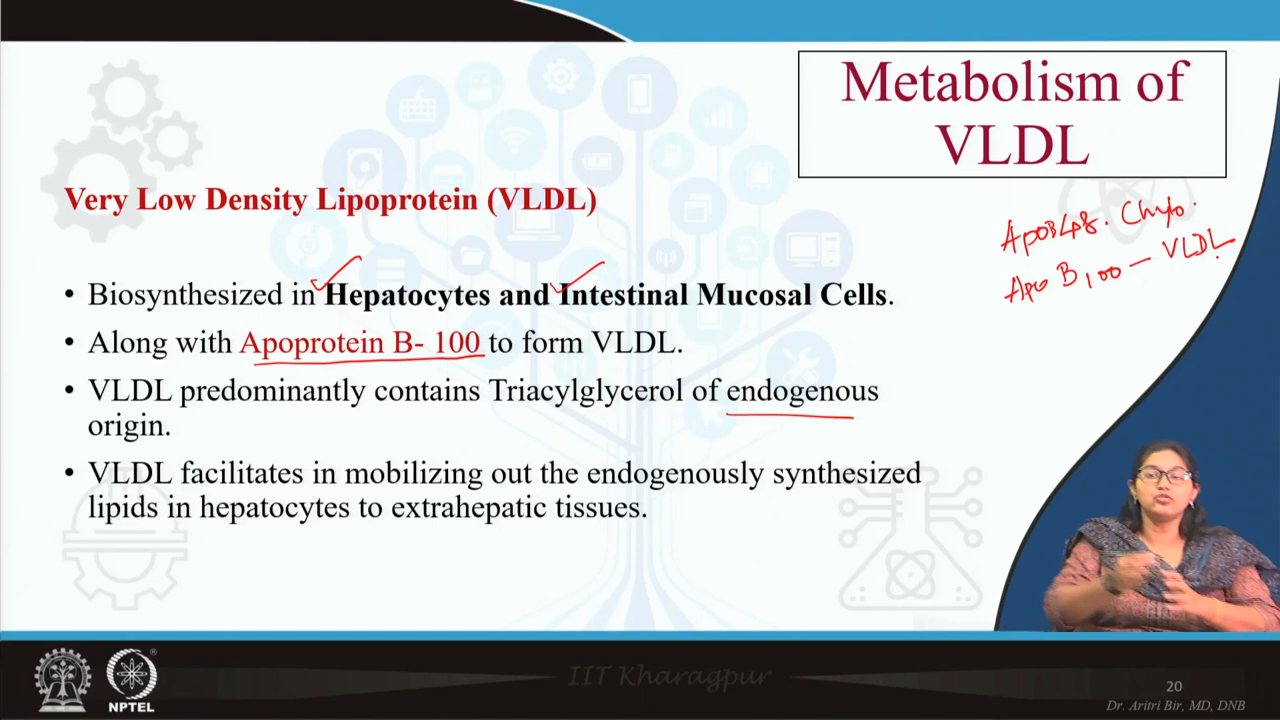 Metabolism of
VLDL
Very Low Density Lipoprotein (VLDL)
ApoB48. Chylo.
Apo B100 – VLDL
• Biosynthesized in Hepatocytes and Intestinal Mucosal Cells.
• Along with Apoprotein B- 100 to form VLDL.
• VLDL predominantly contains Triacylglycerol of endogenous
origin.
• VLDL facilitates in mobilizing out the endogenously synthesized
lipids in hepatocytes to extrahepatic tissues.
IIT Kharagpur
NPTEL
20
Dr. Aritri Bir, MD, DNB